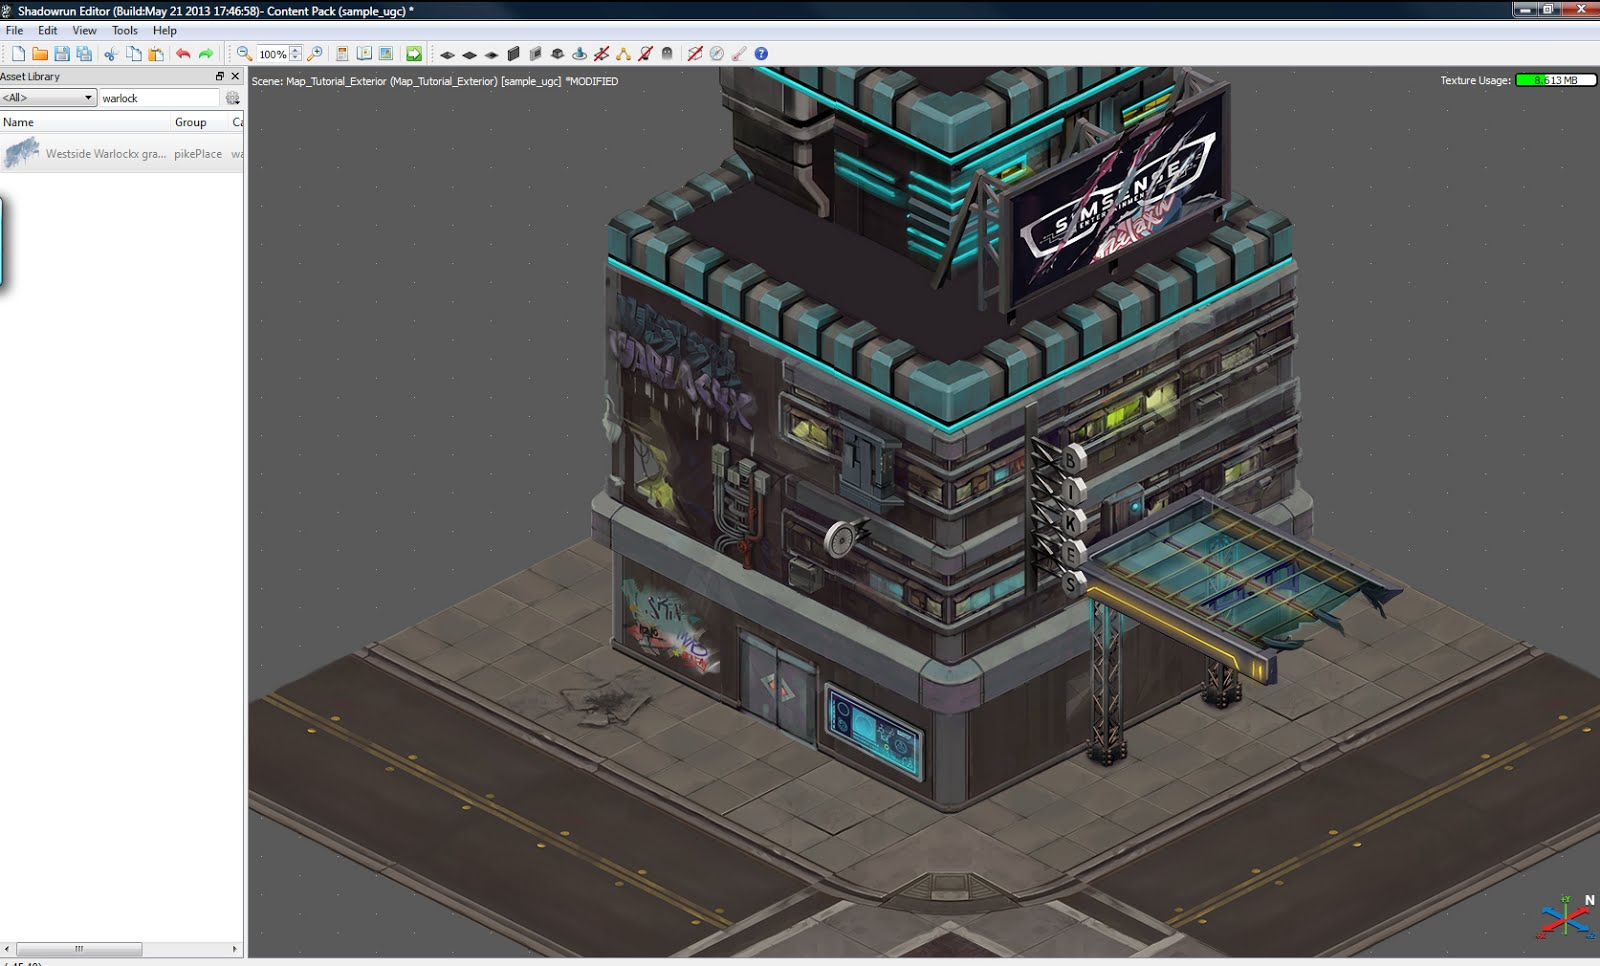 Shadowrun Editor (Build:May 21 2013 17:46:58)- Content Pack (sample_ugc) *
File Edit View Tools Help
100%
Asset Library
<All> warlock
Name Group Ca
Westside Warlockx gra... pikePlace wa
Scene: Map_Tutorial_Exterior (Map_Tutorial_Exterior) [sample_ugc] *MODIFIED
Texture Usage: 8.613 MB
SIMSENSE
ENTERTAINMENT
WARLOCKX
B
I
K
E
S
N